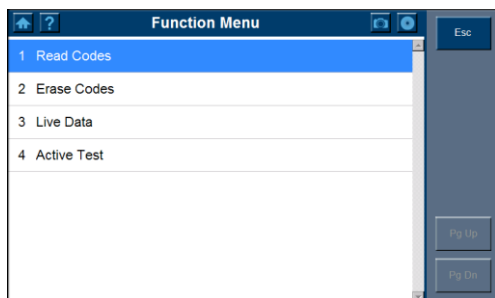 ?
Function Menu
Esc
1 Read Codes
2 Erase Codes
3 Live Data
4 Active Test
Pg Up
Pg Dn